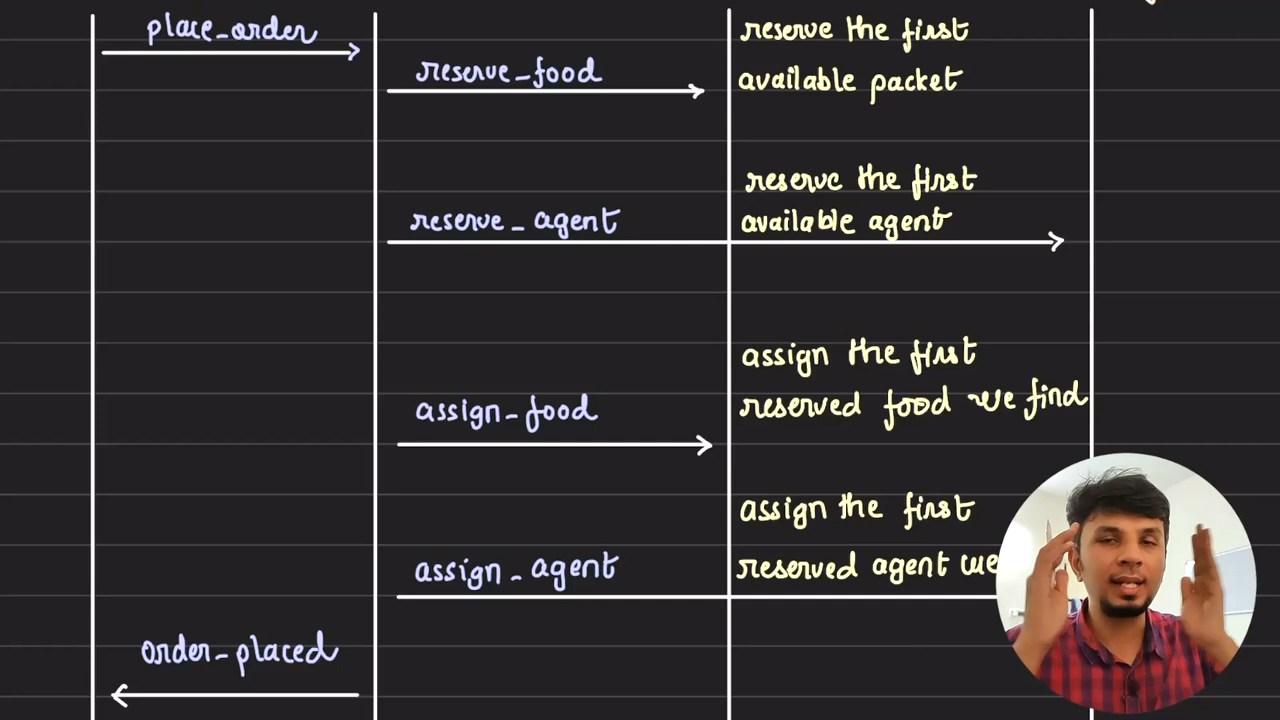 place_order
reserve the first
reserve_food
available packet
reserve the first
reserve_agent
available agent
assign the first
assign_food
reserved food we find
assign the first
assign_agent
reserved agent we
order_placed